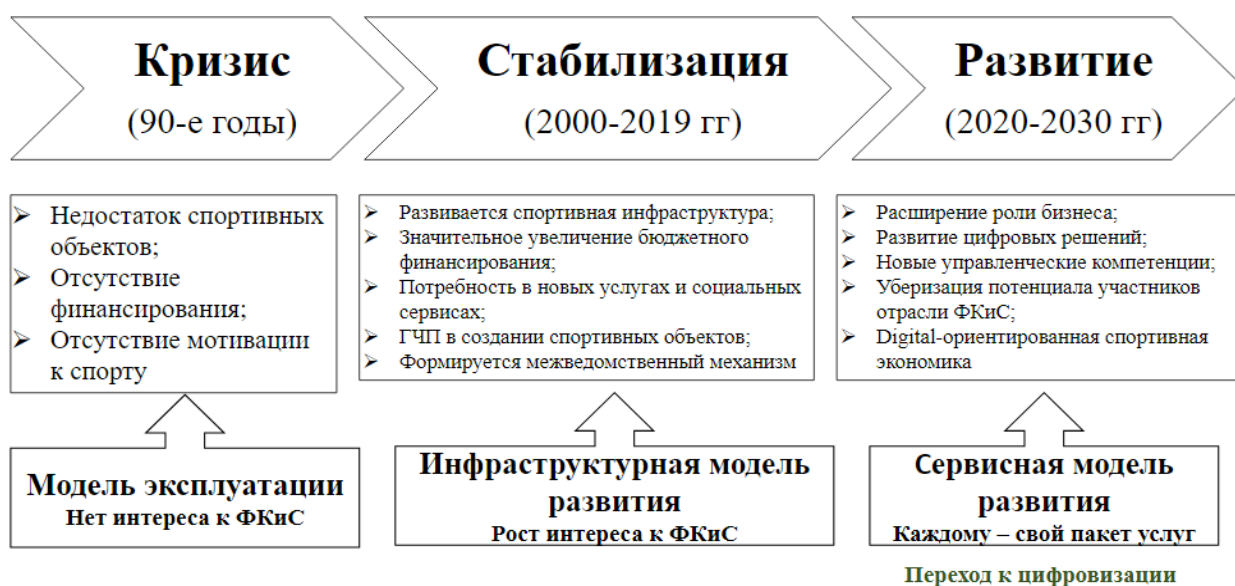 Кризис
(90-е годы)
Стабилизация
(2000-2019 гг)
Развитие
(2020-2030 гг)
➢ Недостаток спортивных
объектов;
➢ Отсутствие
финансирования;
➢ Отсутствие мотивации
к спорту
➢ Развивается спортивная инфраструктура;
➢ Значительное увеличение бюджетного
финансирования;
➢ Потребность в новых услугах и социальных
сервисах;
➢ ГЧП в создании спортивных объектов;
➢ Формируется межведомственный механизм
➢ Расширение роли бизнеса;
➢ Развитие цифровых решений;
➢ Новые управленческие компетенции;
➢ Уберизация потенциала участников
отрасли ФКиС;
➢ Digital-ориентированная спортивная
экономика
Модель эксплуатации
Нет интереса к ФКиС
Инфраструктурная модель
развития
Рост интереса к ФКиС
Сервисная модель
развития
Каждому – свой пакет услуг
Переход к цифровизации